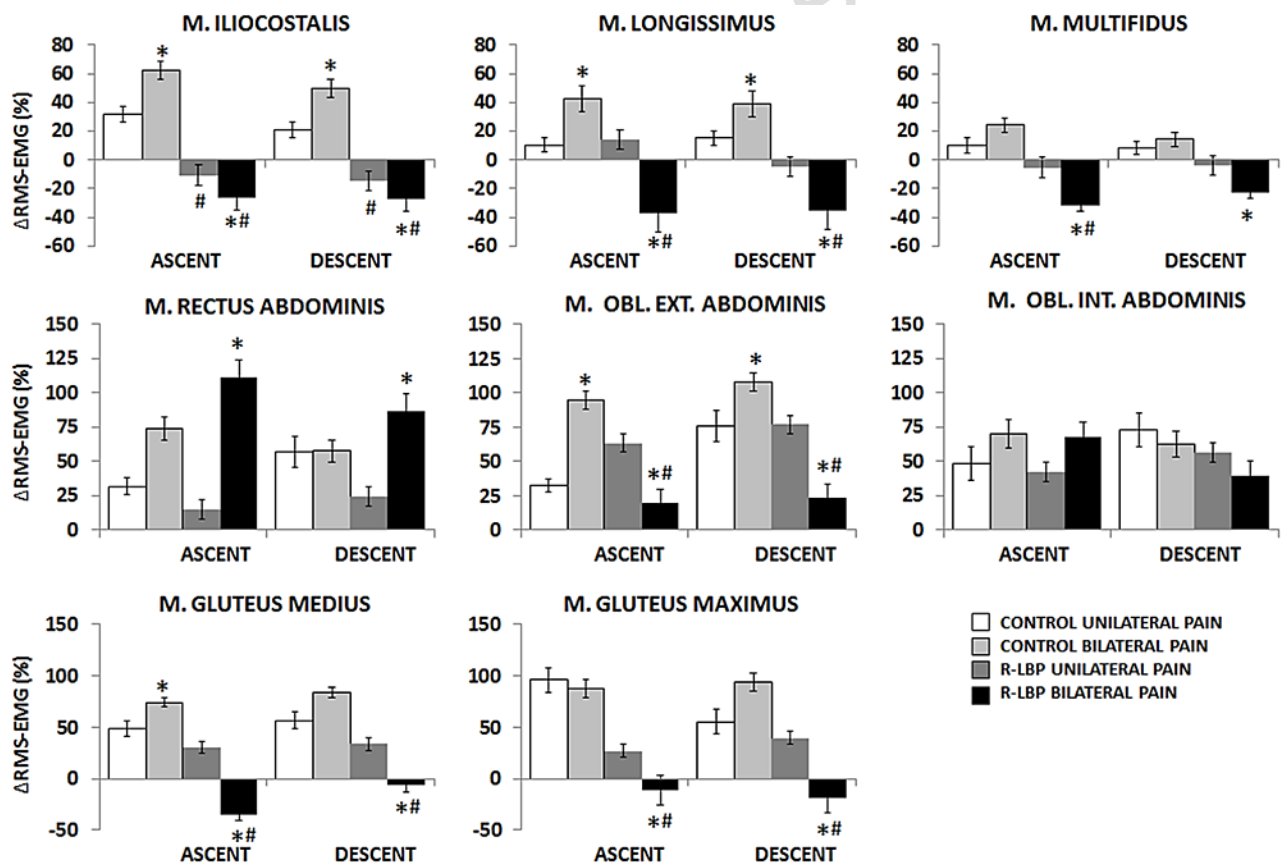 M. ILIOCOSTALIS
M. LONGISSIMUS
M. MULTIFIDUS
ΔRMS-EMG (%)
80
60
40
20
0
-20
-40
-60
*
*
#
*#
#
*#
ASCENT
DESCENT
80
60
40
20
0
-20
-40
-60
*
*
*#
*#
ASCENT
DESCENT
80
60
40
20
0
-20
-40
-60
*#
*
ASCENT
DESCENT
M. RECTUS ABDOMINIS
M. OBL. EXT. ABDOMINIS
M. OBL. INT. ABDOMINIS
ΔRMS-EMG (%)
150
125
100
75
50
25
0
*
*
ASCENT
DESCENT
150
125
100
75
50
25
0
*
*
*#
*#
ASCENT
DESCENT
150
125
100
75
50
25
0
ASCENT
DESCENT
M. GLUTEUS MEDIUS
M. GLUTEUS MAXIMUS
ΔRMS-EMG (%)
150
100
50
0
-50
*
*#
*#
ASCENT
DESCENT
150
100
50
0
-50
*#
*#
ASCENT
DESCENT
CONTROL UNILATERAL PAIN
CONTROL BILATERAL PAIN
R-LBP UNILATERAL PAIN
R-LBP BILATERAL PAIN